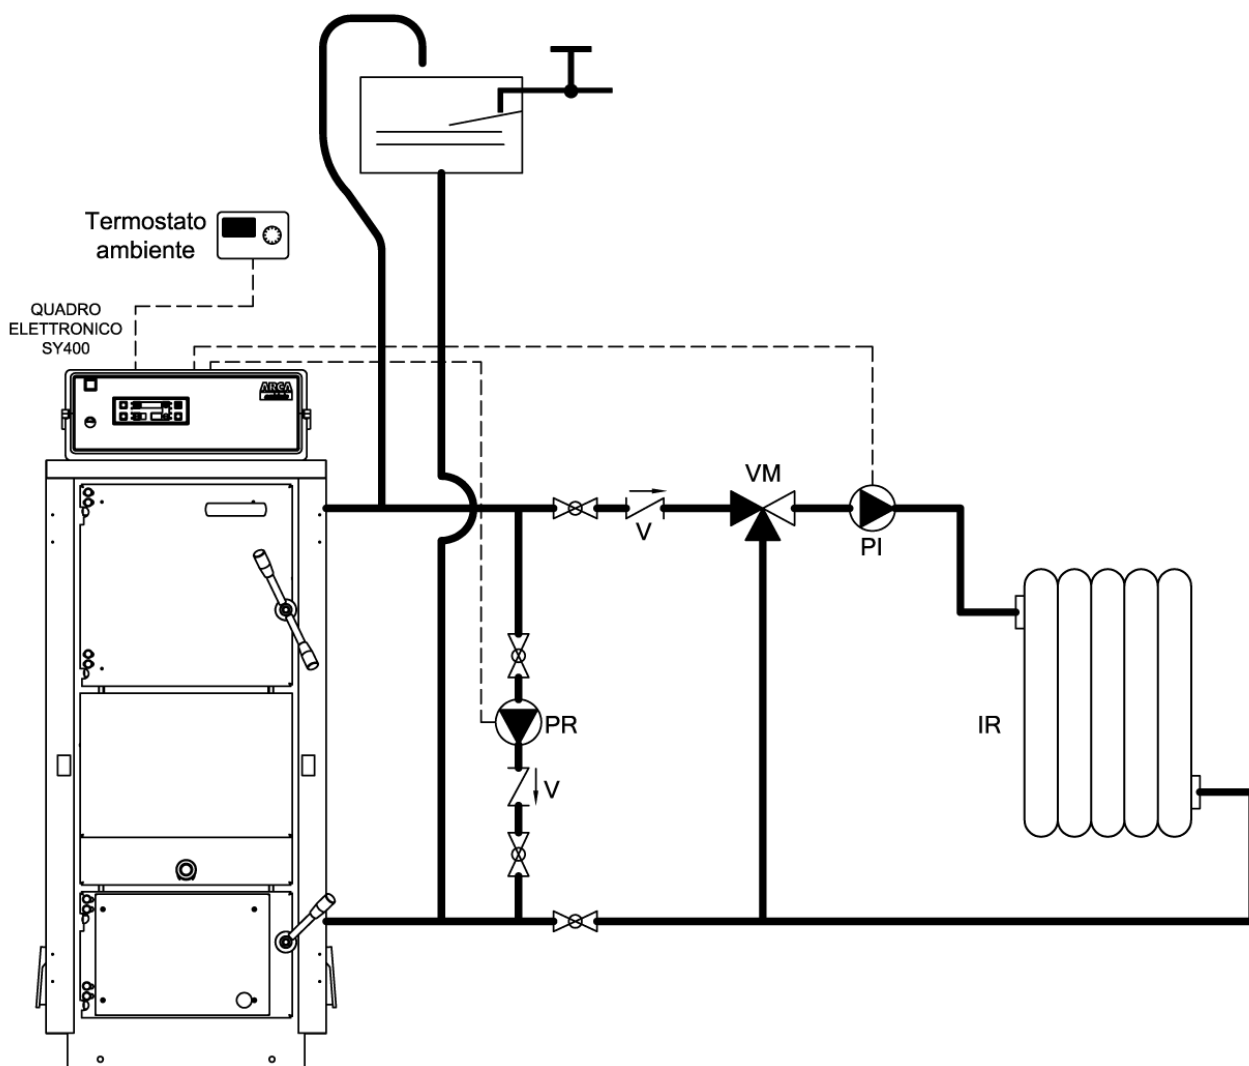 Termostato
ambiente
QUADRO
ELETTRONICO
SY400
ARCA
VM
V
PI
PR
V
IR